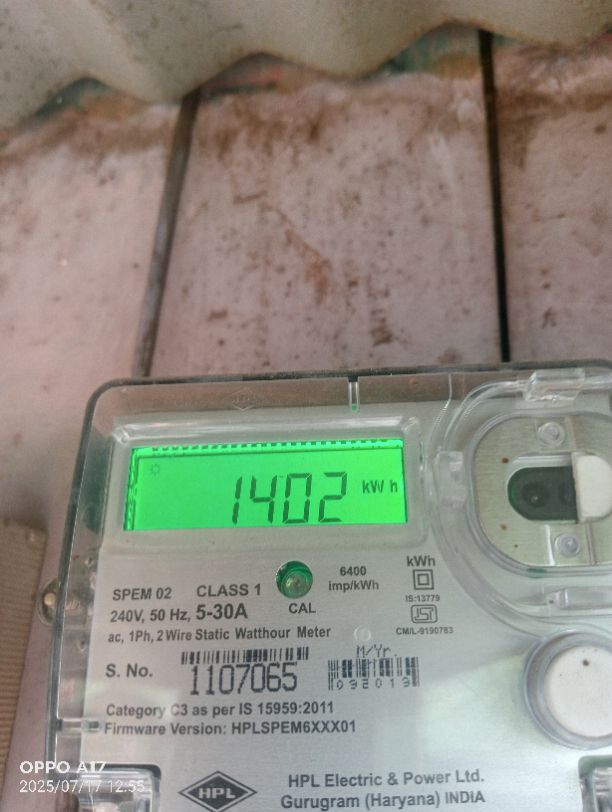 1402 kWh
SPEM 02 CLASS 1 6400 kWh
imp/kWh
IS:13779
240V, 50 Hz, 5-30A CAL
CM/L-9190783
ac, 1Ph, 2 Wire Static Watthour Meter
M/Yr.
S. No. 1107065 032019
Category C3 as per IS 15959:2011
Firmware Version: HPLSPEM6XXX01
HPL HPL Electric & Power Ltd.
Gurugram (Haryana) INDIA
OPPO A17
2025/07/17 12:55